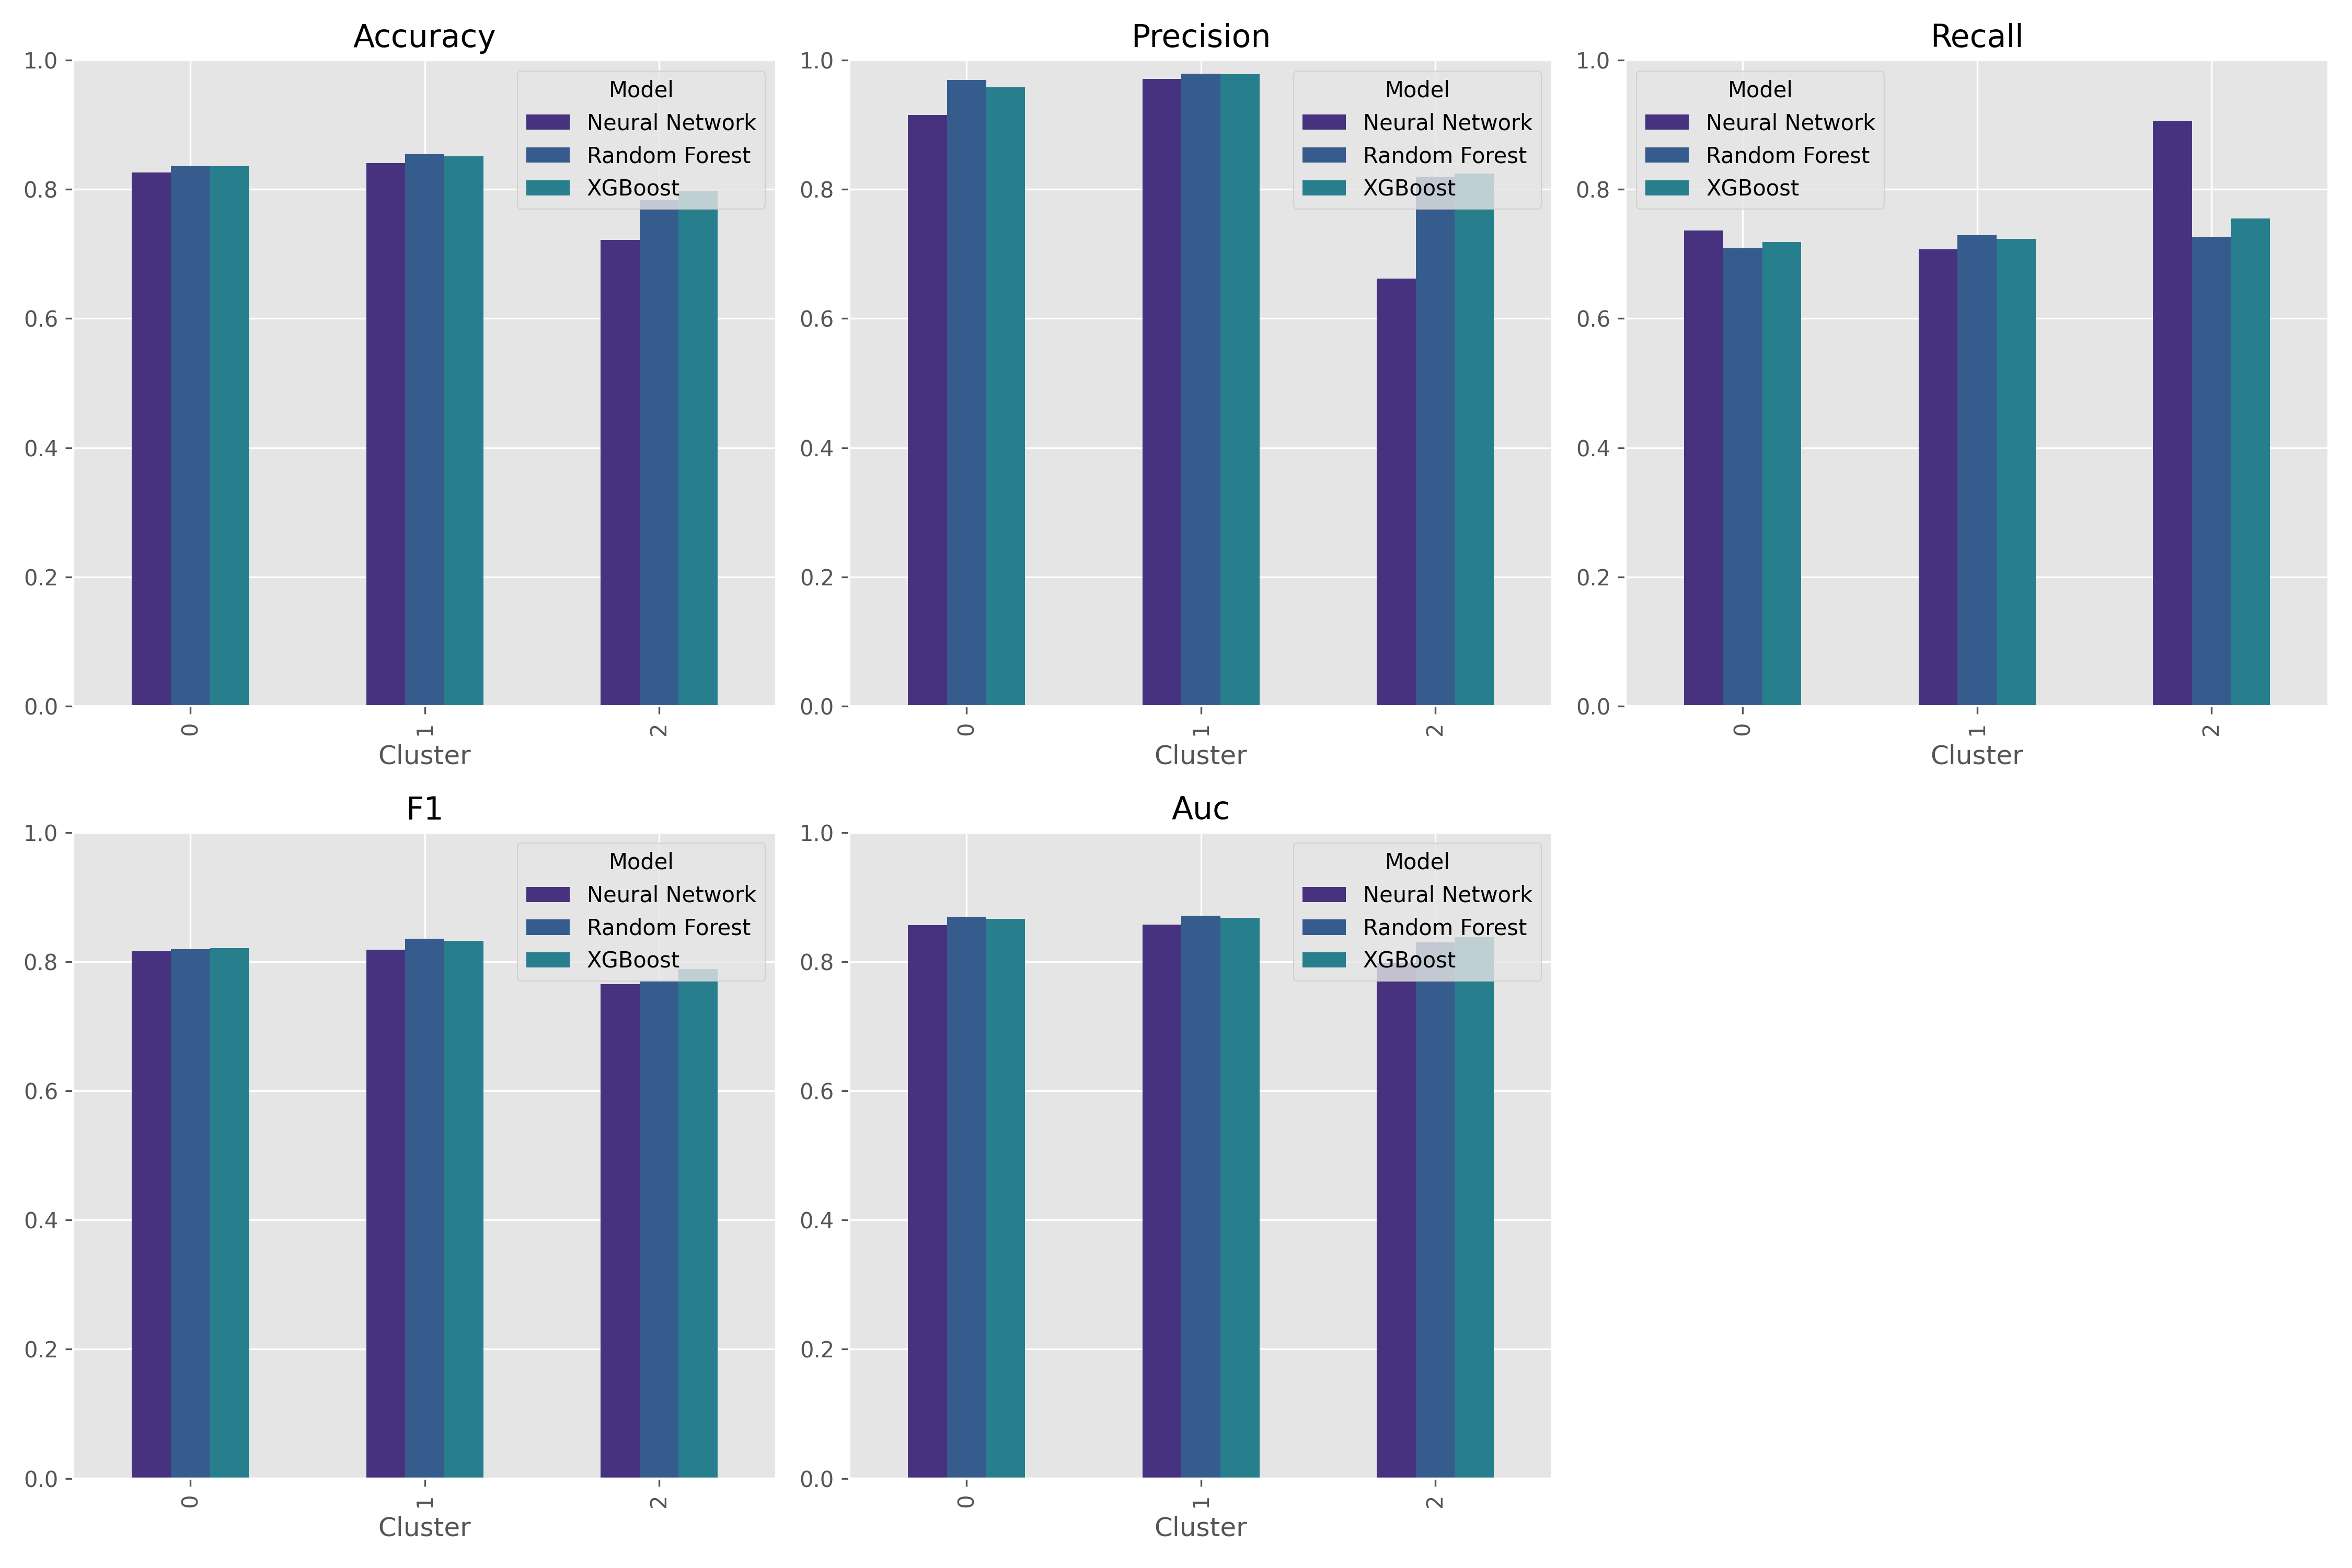 Accuracy
1.0
0.8
0.6
0.4
0.2
0.0
Model
Neural Network
Random Forest
XGBoost
0 1 2
Cluster
Precision
1.0
0.8
0.6
0.4
0.2
0.0
Model
Neural Network
Random Forest
XGBoost
0 1 2
Cluster
Recall
1.0
0.8
0.6
0.4
0.2
0.0
Model
Neural Network
Random Forest
XGBoost
0 1 2
Cluster
F1
1.0
0.8
0.6
0.4
0.2
0.0
Model
Neural Network
Random Forest
XGBoost
0 1 2
Cluster
Auc
1.0
0.8
0.6
0.4
0.2
0.0
Model
Neural Network
Random Forest
XGBoost
0 1 2
Cluster